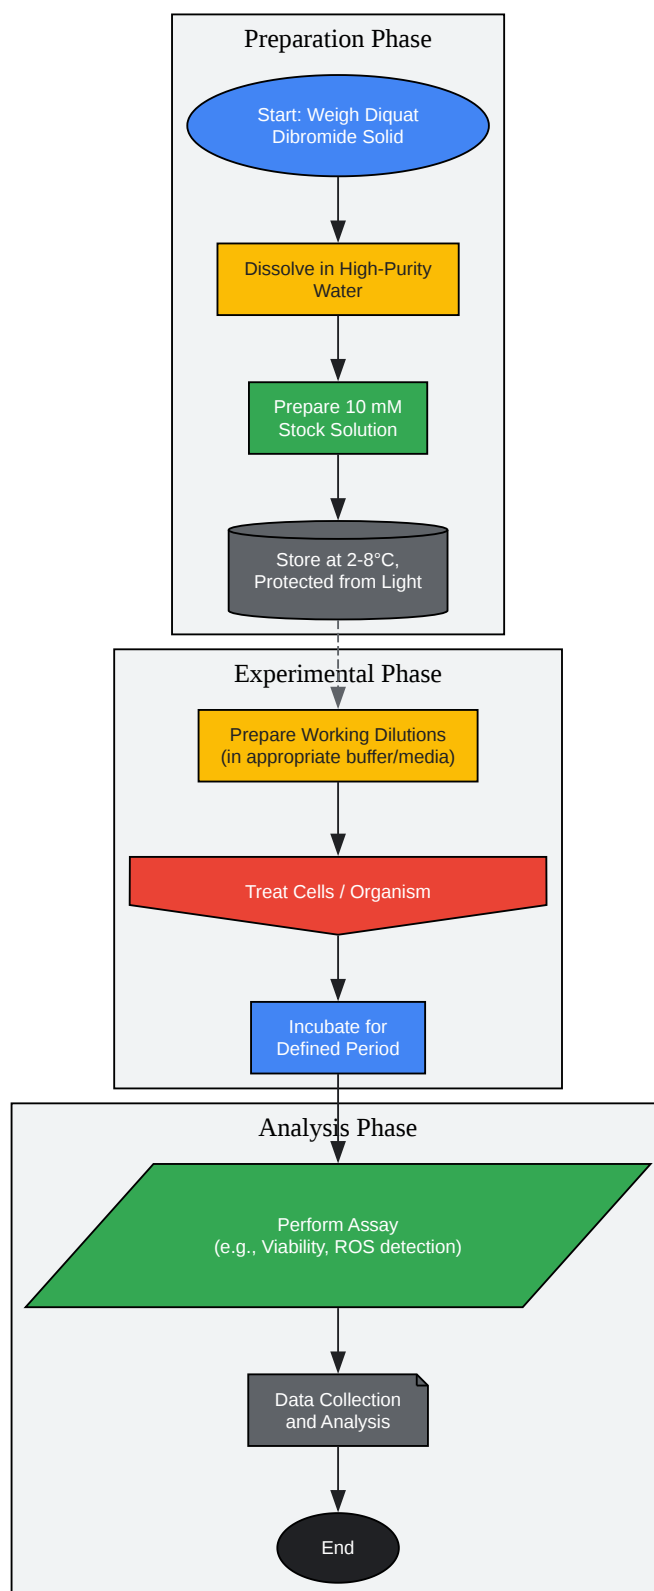 Preparation Phase
Start: Weigh Diquat
Dibromide Solid
Dissolve in High-Purity
Water
Prepare 10 mM
Stock Solution
Store at 2-8°C,
Protected from Light
Experimental Phase
Prepare Working Dilutions
(in appropriate buffer/media)
Treat Cells / Organism
Incubate for
Defined Period
Analysis Phase
Perform Assay
(e.g., Viability, ROS detection)
Data Collection
and Analysis
End